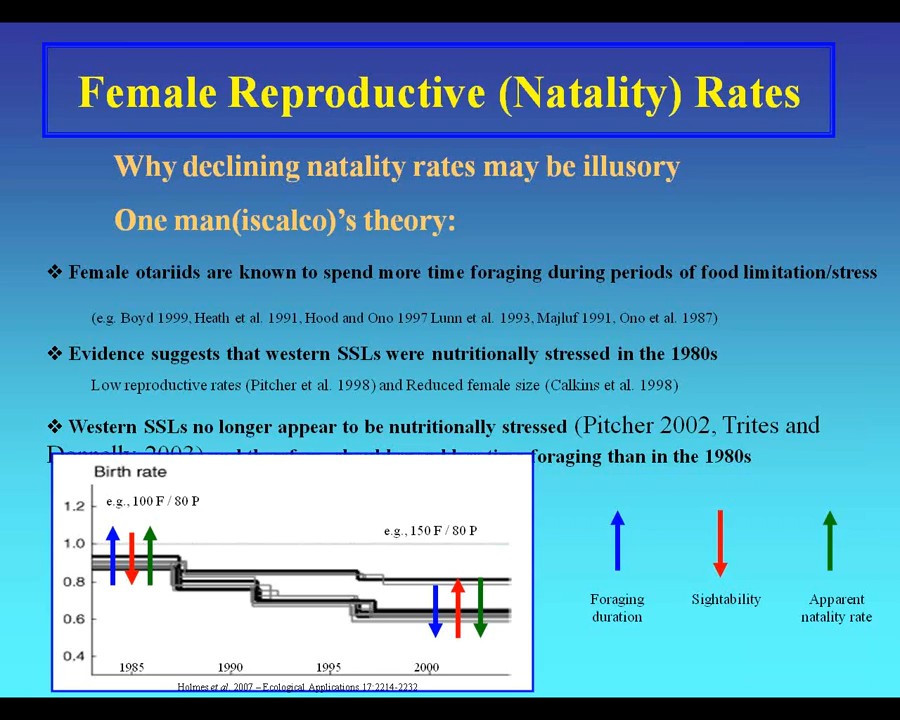 Female Reproductive (Natality) Rates
Why declining natality rates may be illusory
One man(iscalco)’s theory:
❖ Female otariids are known to spend more time foraging during periods of food limitation/stress
(e.g. Boyd 1999, Heath et al. 1991, Hood and Ono 1997 Lunn et al. 1993, Majluf 1991, Ono et al. 1987)
❖ Evidence suggests that western SSLs were nutritionally stressed in the 1980s
Low reproductive rates (Pitcher et al. 1998) and Reduced female size (Calkins et al. 1998)
❖ Western SSLs no longer appear to be nutritionally stressed (Pitcher 2002, Trites and
foraging than in the 1980s
Birth rate
e.g., 100 F / 80 P
e.g., 150 F / 80 P
1.2
1.0
0.8
0.6
0.4
1985 1990 1995 2000
Holmes et al. 2007 – Ecological Applications 17:2214-2232
Foraging
duration
Sightability
Apparent
natality rate